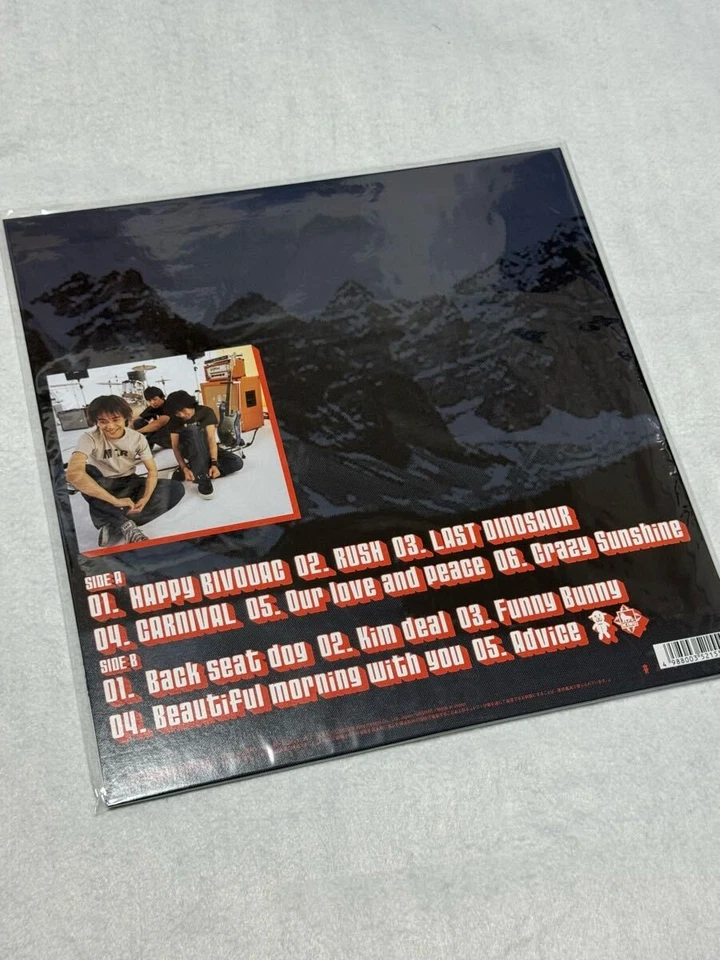 SIDE-A
01. HAPPY BIVOUAC 02. RUSH 03. LAST DINOSAUR
04. CARNIVAL 05. Our love and peace 06. Crazy Sunshine
SIDE-B
01. Back seat dog 02. Kim deal 03. Funny Bunny
04. Beautiful morning with you 05. Advice